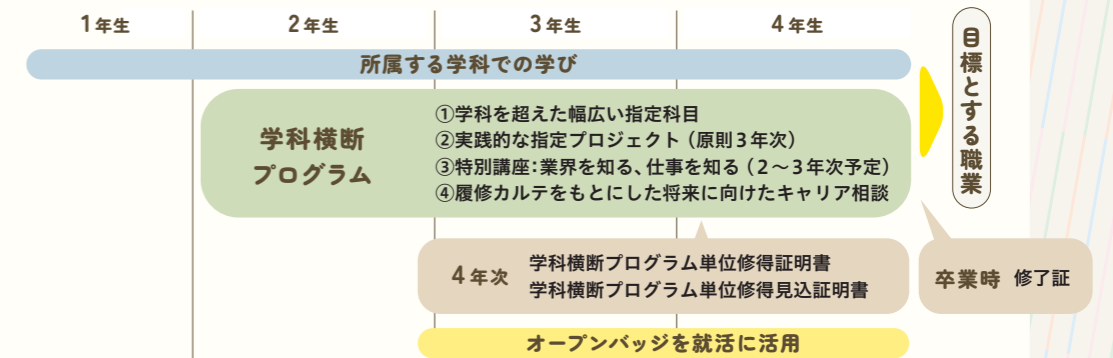 1年生
2年生
3年生
4年生
所属する学科での学び
学科横断
プログラム
①学科を超えた幅広い指定科目
②実践的な指定プロジェクト（原則3年次）
③特別講座：業界を知る、仕事を知る（2〜3年次予定）
④履修カルテをもとにした将来に向けたキャリア相談
目標とする職業
4年次
学科横断プログラム単位修得証明書
学科横断プログラム単位修得見込証明書
卒業時 修了証
オープンバッジを就活に活用